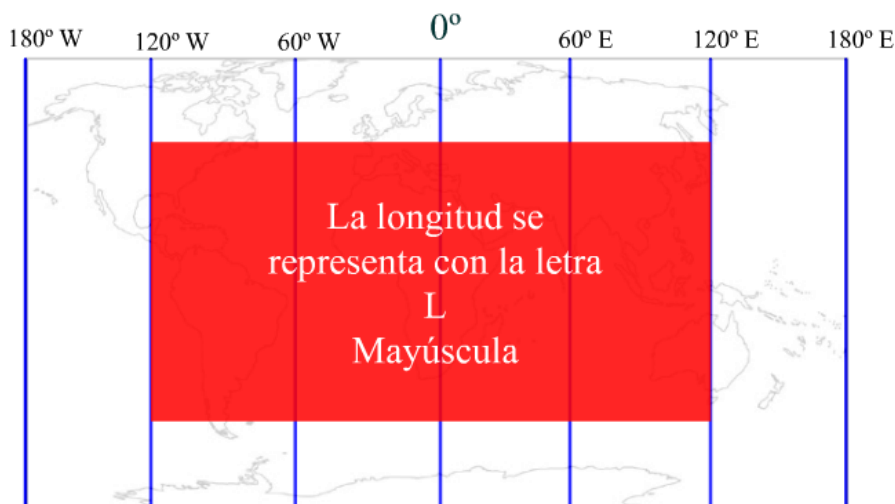 180º W 120º W 60º W 0º 60º E 120º E 180º E
La longitud se
representa con la letra
L
Mayúscula